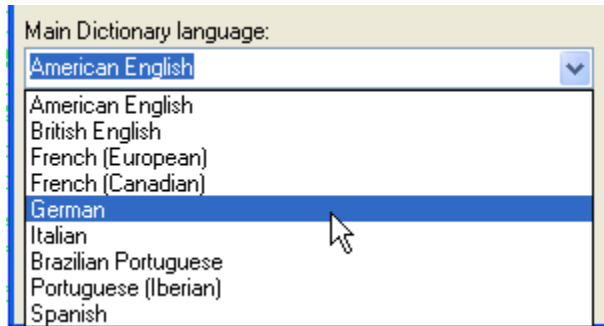 Main Dictionary language:
American English
American English
British English
French (European)
French (Canadian)
German
Italian
Brazilian Portuguese
Portuguese (Iberian)
Spanish